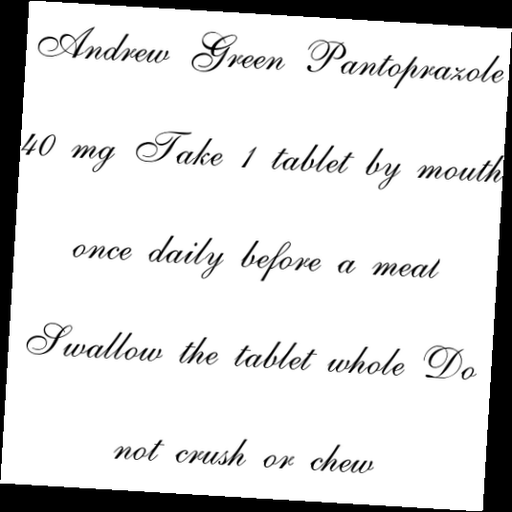 Andrew Green Pantoprazole
40 mg Take 1 tablet by mouth
once daily before a meal
Swallow the tablet whole Do
not crush or chew